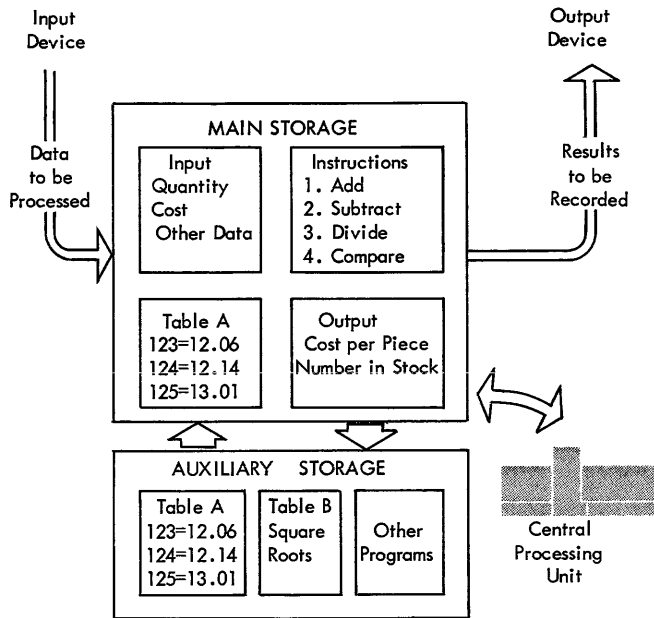 Input
Device
Output
Device
Data
to be
Processed
MAIN STORAGE
Input
Quantity
Cost
Other Data
Instructions
1. Add
2. Subtract
3. Divide
4. Compare
Results
to be
Recorded
Table A
123=12.06
124=12.14
125=13.01
Output
Cost per Piece
Number in Stock
AUXILIARY STORAGE
Table A
123=12.06
124=12.14
125=13.01
Table B
Square
Roots
Other
Programs
Central
Processing
Unit